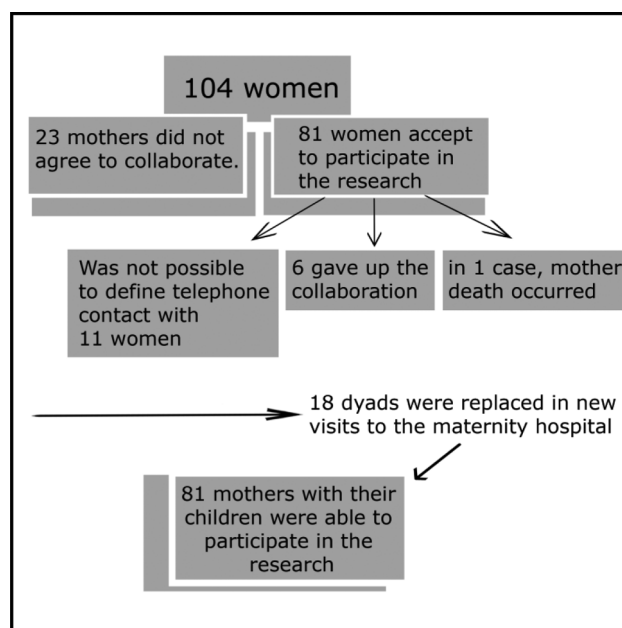 104 women
23 mothers did not
agree to collaborate.
81 women accept
to participate in
the research
Was not possible
to define telephone
contact with
11 women
6 gave up the
collaboration
in 1 case, mother
death occurred
18 dyads were replaced in new
visits to the maternity hospital
81 mothers with their
children were able to
participate in the
research